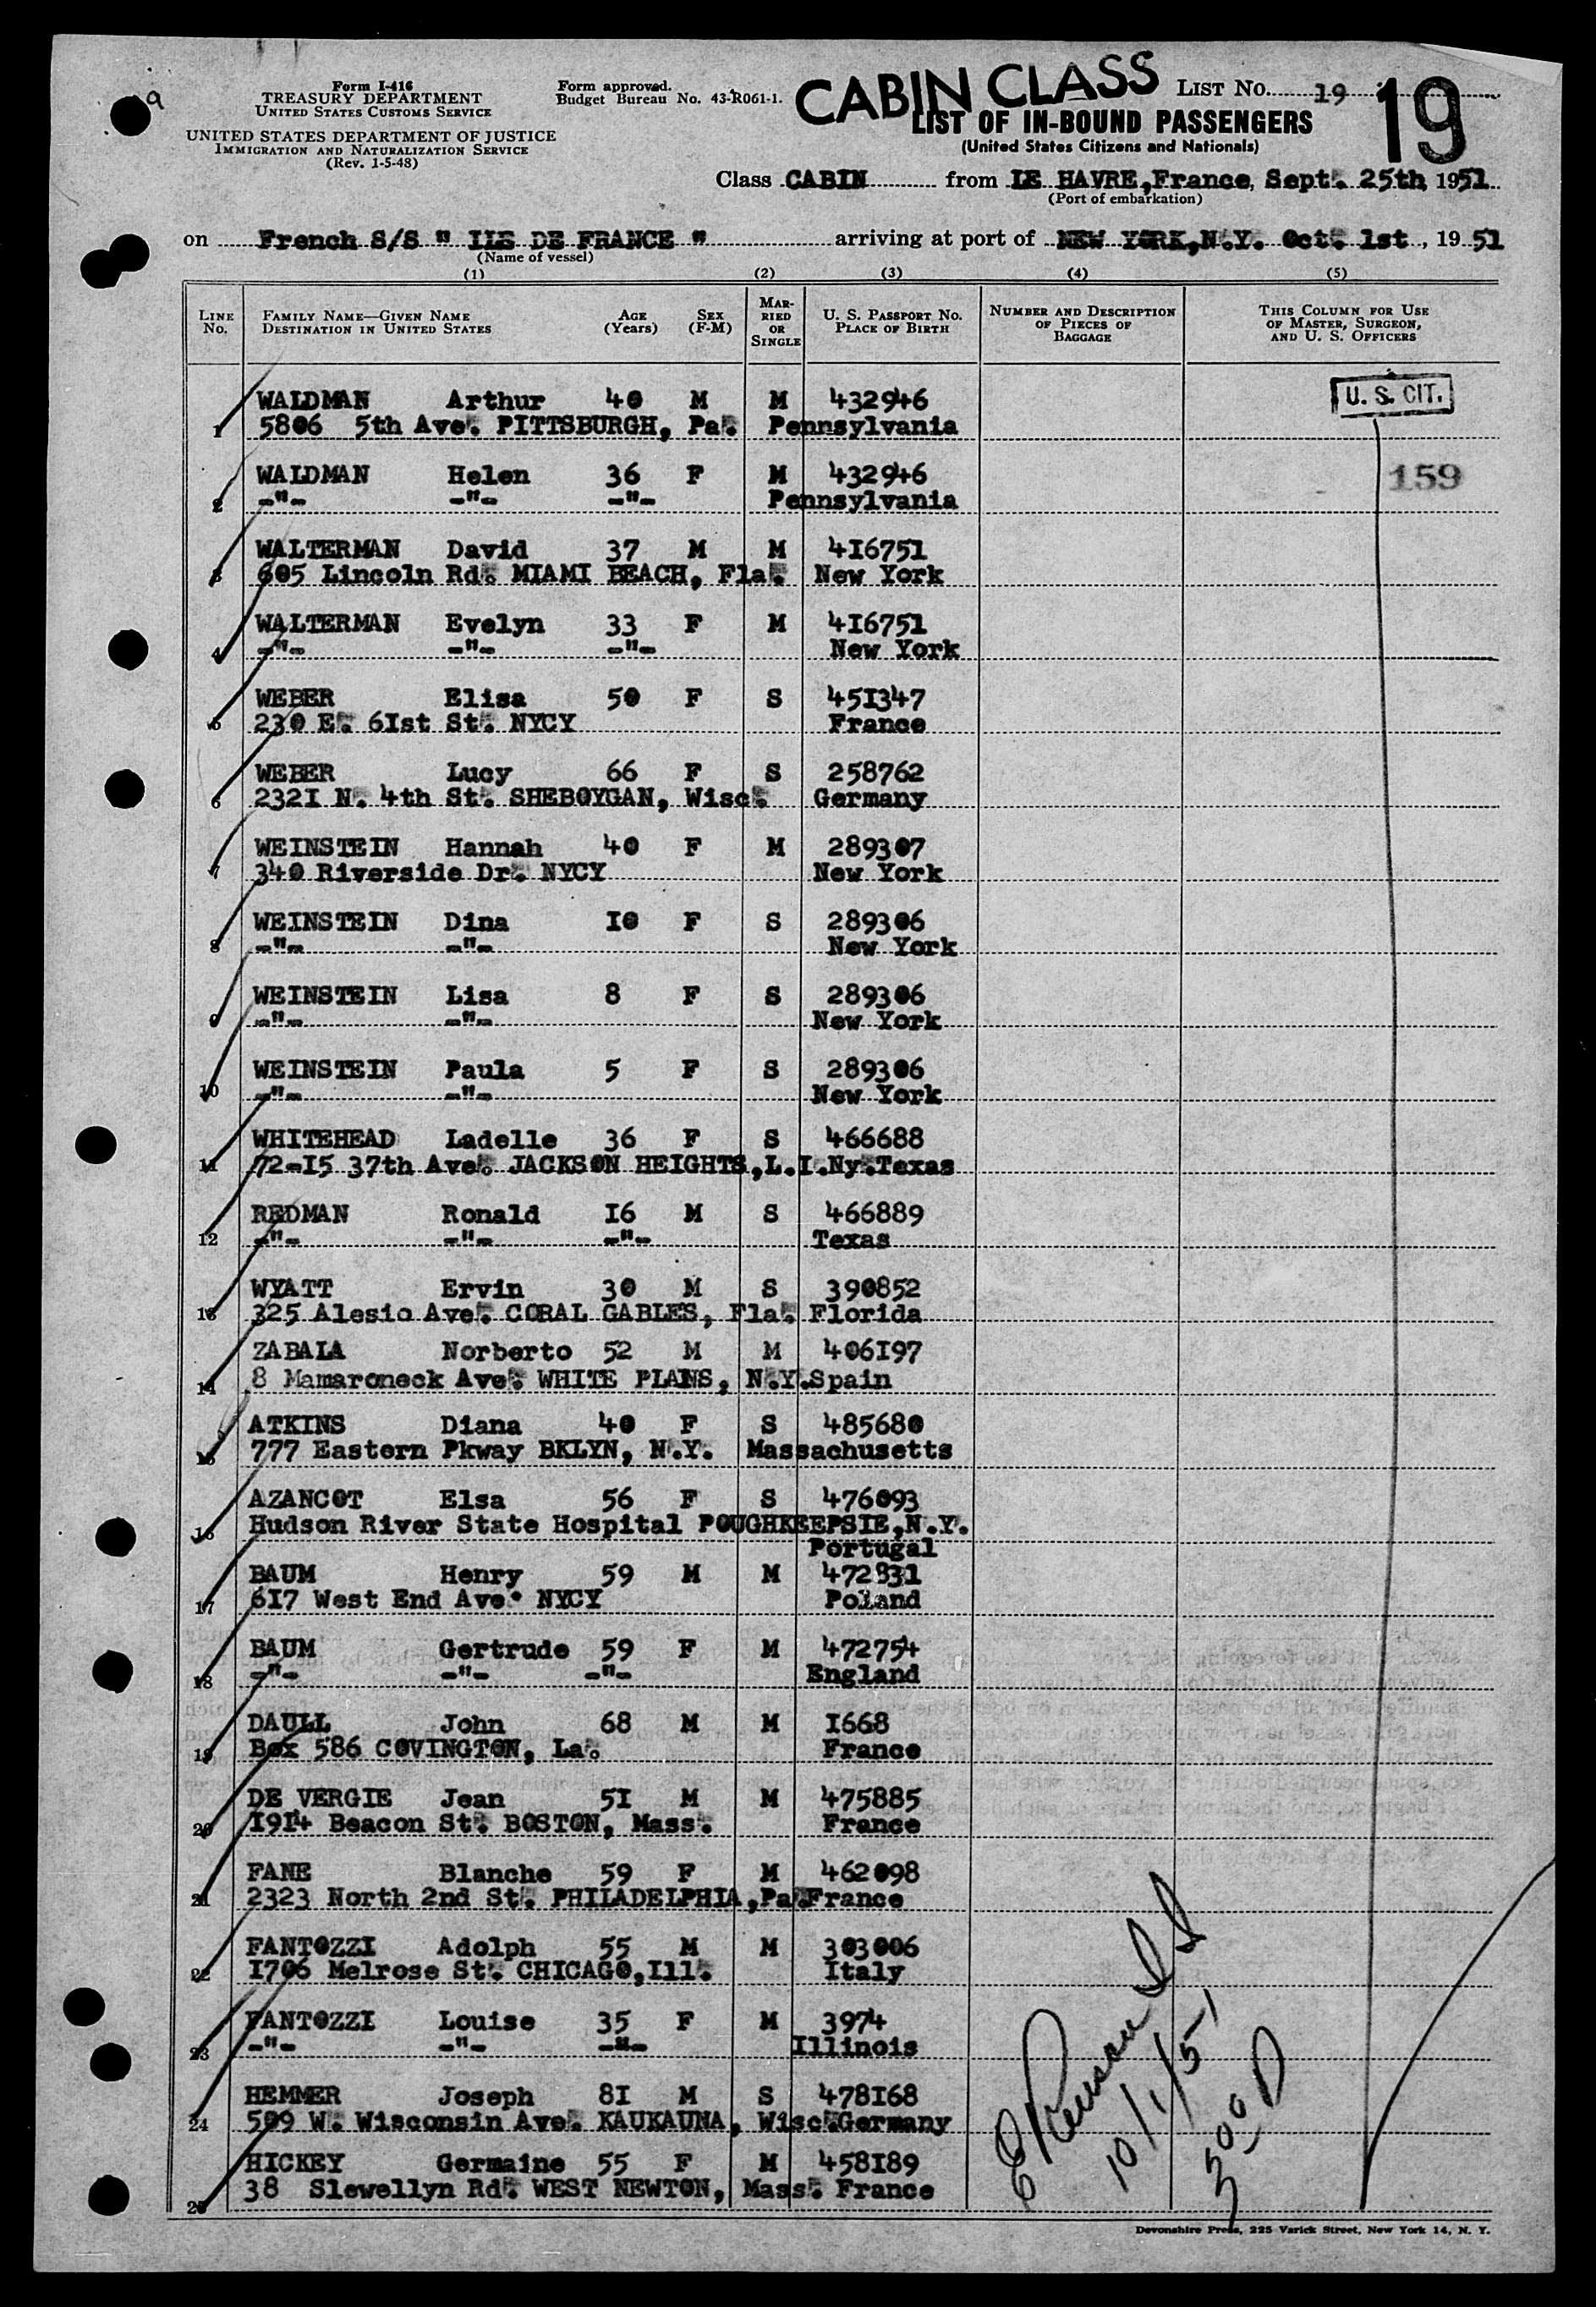 Form I-416
TREASURY DEPARTMENT
UNITED STATES CUSTOMS SERVICE
UNITED STATES DEPARTMENT OF JUSTICE
IMMIGRATION AND NATURALIZATION SERVICE
(Rev. 1-5-48)
Form approved.
Budget Bureau No. 43-R061-1.
CABIN CLASS
LIST No. 19
19
LIST OF IN-BOUND PASSENGERS
(United States Citizens and Nationals)
Class CABIN from LE HAVRE, France, Sept. 25th, 1951
(Port of embarkation)
on French S/S " ILE DE FRANCE " arriving at port of NEW YORK, N.Y. Oct. 1st, 1951
(Name of vessel)
(1) (2) (3) (4) (5)
LINE No. FAMILY NAME—GIVEN NAME DESTINATION IN UNITED STATES AGE (Years) SEX (F-M) MARRIED OR SINGLE U. S. PASSPORT NO. PLACE OF BIRTH NUMBER AND DESCRIPTION OF PIECES OF BAGGAGE THIS COLUMN FOR USE OF MASTER, SURGEON, AND U. S. OFFICERS
WALDMAN Arthur 40 M M 432946 U. S. CIT.
1 5806 5th Ave. PITTSBURGH, Pa. Pennsylvania
WALDMAN Helen 36 F M 432946 159
2 -"- -"- -"- Pennsylvania
WALTERMAN David 37 M M 416751
3 605 Lincoln Rd. MIAMI BEACH, Fla. New York
WALTERMAN Evelyn 33 F M 416751
4 -"- -"- -"- New York
WEBER Elisa 50 F S 451347
5 230 E. 61st St. NYCY France
WEBER Lucy 66 F S 258762
6 2321 N. 4th St. SHEBOYGAN, Wisc. Germany
WEINSTEIN Hannah 40 F M 289307
7 340 Riverside Dr. NYCY New York
WEINSTEIN Dina 10 F S 289306
8 -"- -"- New York
WEINSTEIN Lisa 8 F S 289306
9 -"- -"- New York
WEINSTEIN Paula 5 F S 289306
10 -"- -"- New York
WHITEHEAD Ladelle 36 F S 466688
11 72-15 37th Ave. JACKSON HEIGHTS, L.I.Ny. Texas
REDMAN Ronald 16 M S 466889
12 -"- -"- -"- Texas
WYATT Ervin 30 M S 390852
13 325 Alesio Ave. CORAL GABLES, Fla. Florida
ZABALA Norberto 52 M M 406197
14 8 Mamaroneck Ave. WHITE PLANS, N.Y. Spain
ATKINS Diana 40 F S 485680
15 777 Eastern Pkway BKLYN, N.Y. Massachusetts
AZANCOT Elsa 56 F S 476093
16 Hudson River State Hospital POUGHKEEPSIE, N.Y.
Portugal
BAUM Henry 59 M M 472831
17 617 West End Ave. NYCY Poland
BAUM Gertrude 59 F M 472754
18 -"- -"- -"- England
DAULL John 68 M M 1668
19 Box 586 COVINGTON, La. France
DE VERGIE Jean 51 M M 475885
20 1914 Beacon St. BOSTON, Mass. France
FANE Blanche 59 F M 462098
21 2323 North 2nd St. PHILADELPHIA, Pa. France
FANTOZZI Adolph 55 M M 303006
22 1706 Melrose St. CHICAGO, Ill. Italy
FANTOZZI Louise 35 F M 3974
23 -"- -"- -"- Illinois
HEMMER Joseph 81 M S 478168
24 509 W. Wisconsin Ave. KAUKAUNA, Wisc. Germany
HICKEY Germaine 55 F M 458189
25 38 Slewellyn Rd. WEST NEWTON, Mass. France
10/1/51
Devonshire Press, 225 Varick Street, New York 14, N. Y.